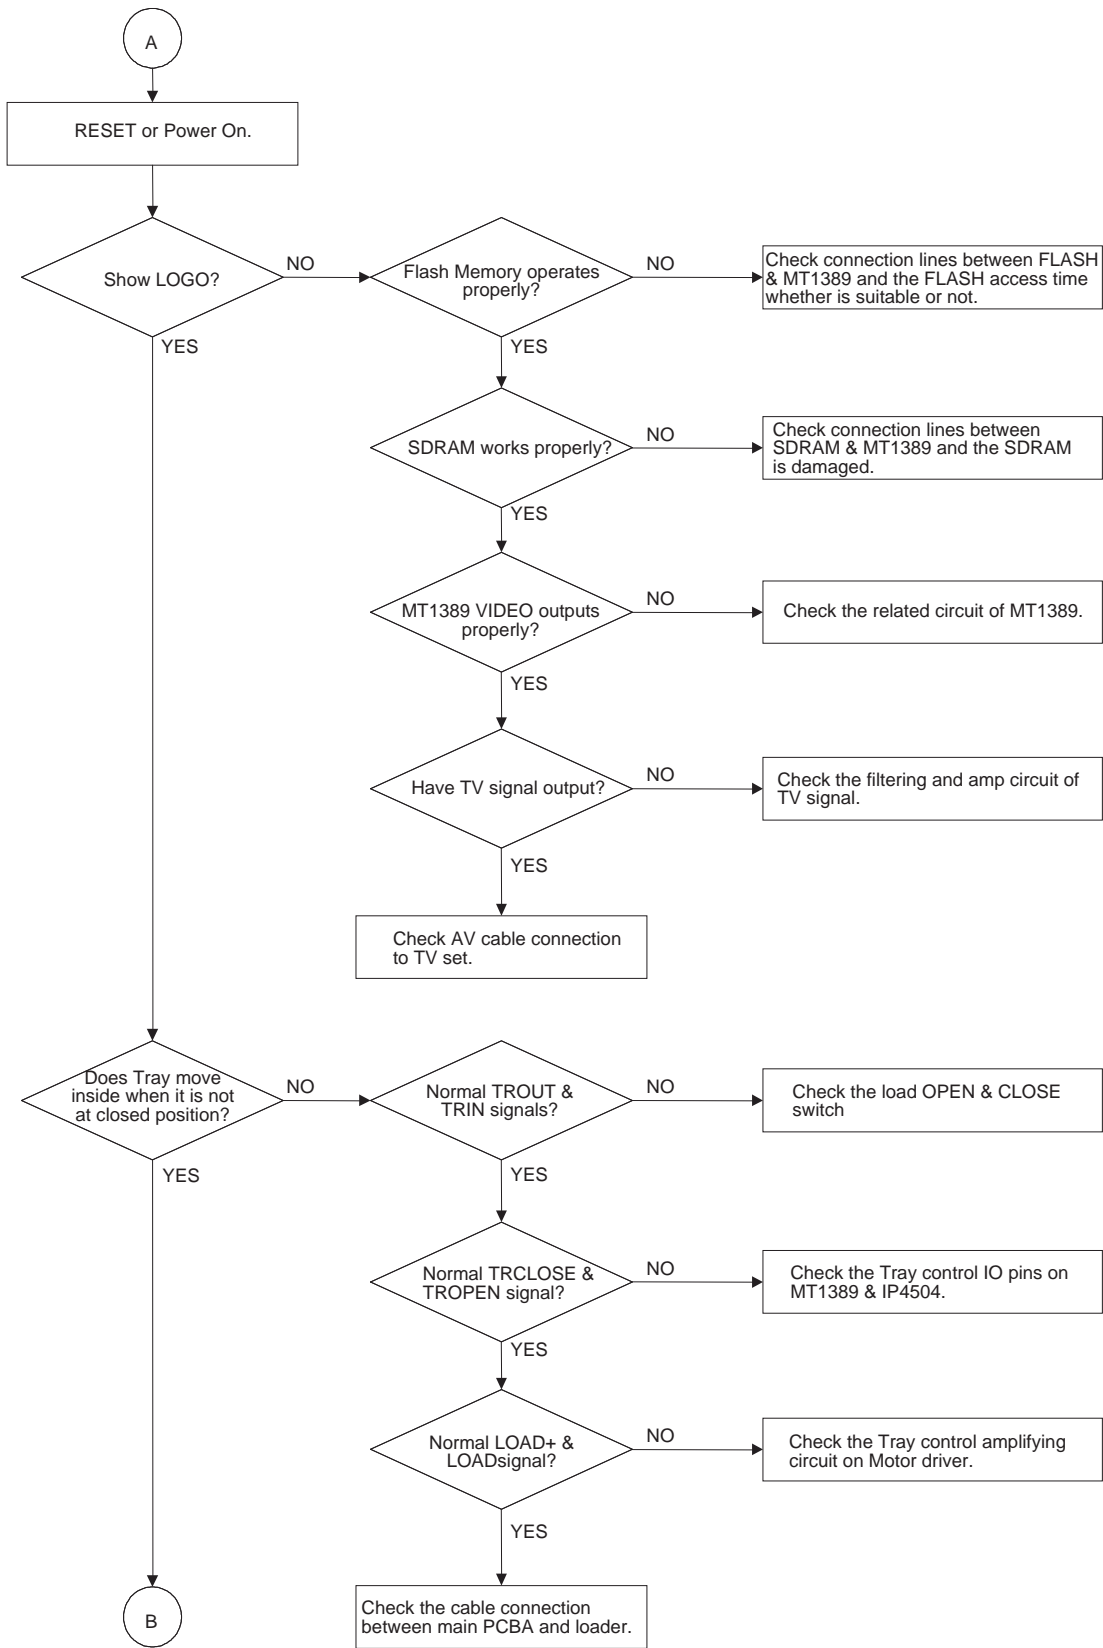 A
RESET or Power On.
Show LOGO?
NO
Flash Memory operates
properly?
NO
Check connection lines between FLASH
& MT1389 and the FLASH access time
whether is suitable or not.
YES
YES
SDRAM works properly?
NO
Check connection lines between
SDRAM & MT1389 and the SDRAM
is damaged.
YES
MT1389 VIDEO outputs
properly?
NO
Check the related circuit of MT1389.
YES
Have TV signal output?
NO
Check the filtering and amp circuit of
TV signal.
YES
Check AV cable connection
to TV set.
Does Tray move
inside when it is not
at closed position?
NO
Normal TROUT &
TRIN signals?
NO
Check the load OPEN & CLOSE
switch
YES
YES
Normal TRCLOSE &
TROPEN signal?
NO
Check the Tray control IO pins on
MT1389 & IP4504.
YES
Normal LOAD+ &
LOADsignal?
NO
Check the Tray control amplifying
circuit on Motor driver.
YES
B
Check the cable connection
between main PCBA and loader.